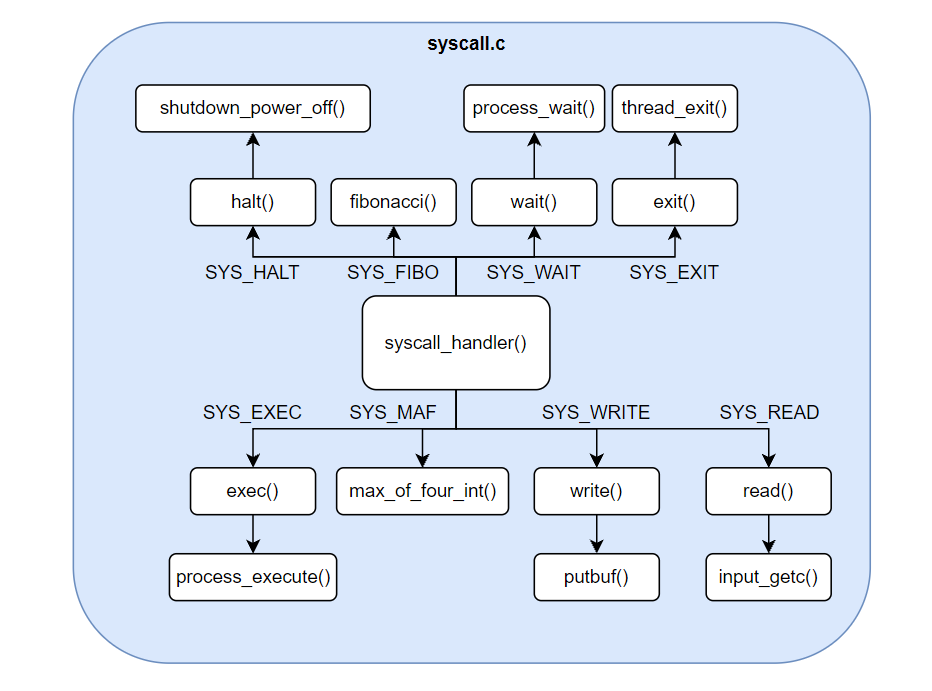 syscall.c
shutdown_power_off()
process_wait()
thread_exit()
halt()
fibonacci()
wait()
exit()
SYS_HALT
SYS_FIBO
SYS_WAIT
SYS_EXIT
syscall_handler()
SYS_EXEC
SYS_MAF
SYS_WRITE
SYS_READ
exec()
max_of_four_int()
write()
read()
process_execute()
putbuf()
input_getc()